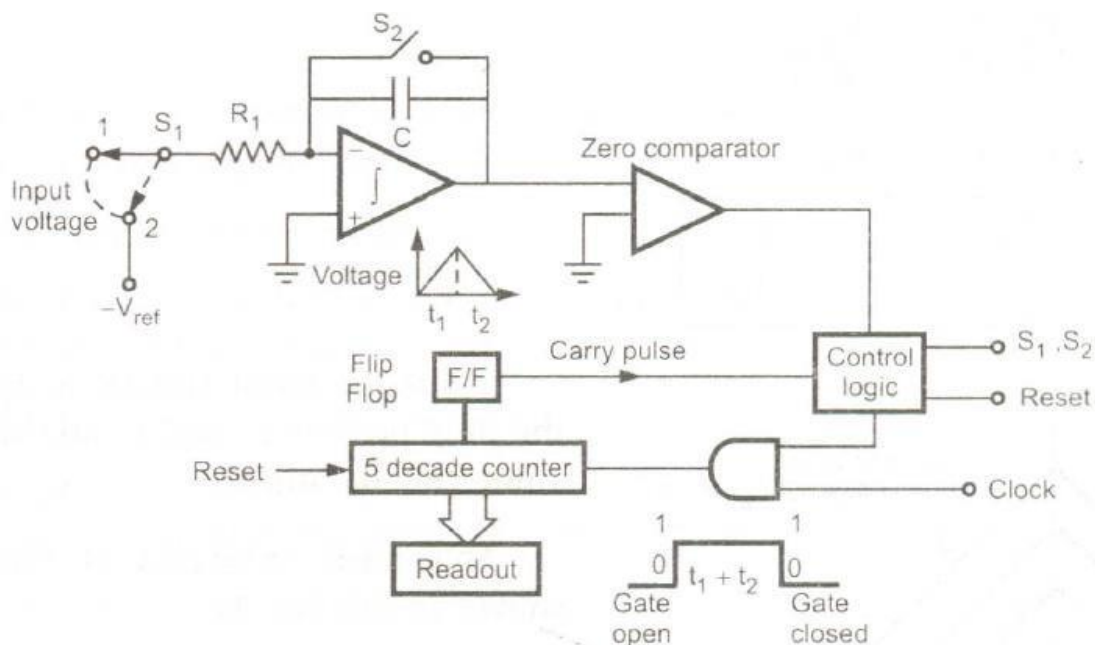 S2
1
S1
R1
C
Input
voltage
2
−Vref
−
∫
+
Zero comparator
Voltage
t1 t2
Flip
Flop
F/F
Carry pulse
Control
logic
S1 ,S2
Reset
Reset
5 decade counter
Clock
Readout
1
1
0
t1 + t2
0
Gate
open
Gate
closed